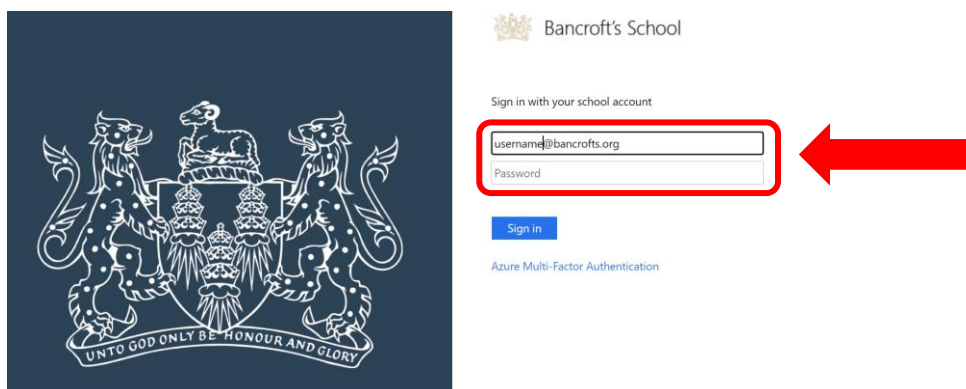 Bancroft's School
Sign in with your school account
username@bancrofts.org
Password
Sign in
Azure Multi-Factor Authentication
UNTO GOD ONLY BE HONOUR AND GLORY